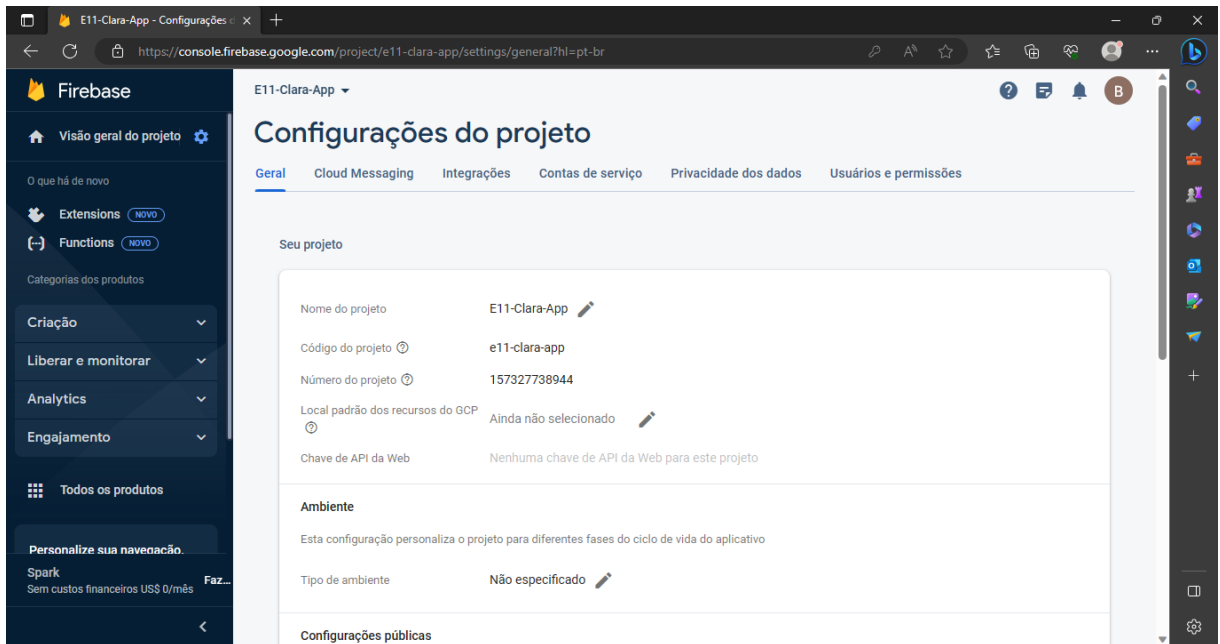 E11-Clara-App - Configurações d
https://console.firebase.google.com/project/e11-clara-app/settings/general?hl=pt-br
Firebase
Visão geral do projeto
O que há de novo
Extensions NOVO
Functions NOVO
Categorias dos produtos
Criação
Liberar e monitorar
Analytics
Engajamento
Todos os produtos
Personalize sua navegação.
Spark
Sem custos financeiros US$ 0/mês
Faz...
E11-Clara-App
B
Configurações do projeto
Geral Cloud Messaging Integrações Contas de serviço Privacidade dos dados Usuários e permissões
Seu projeto
Nome do projeto E11-Clara-App
Código do projeto e11-clara-app
Número do projeto 157327738944
Local padrão dos recursos do GCP Ainda não selecionado
Chave de API da Web Nenhuma chave de API da Web para este projeto
Ambiente
Esta configuração personaliza o projeto para diferentes fases do ciclo de vida do aplicativo
Tipo de ambiente Não especificado
Configurações públicas